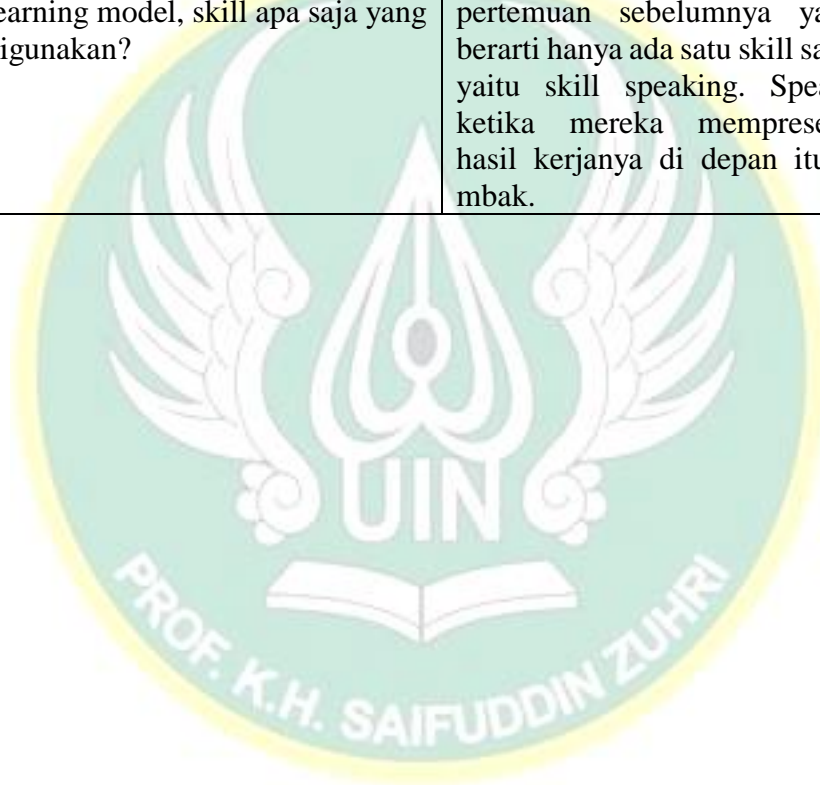 earning model, skill apa saja yang
igunakan?
pertemuan sebelumnya ya
berarti hanya ada satu skill sa
yaitu skill speaking. Spea
ketika mereka imemprese
hasil kerjanya di depan itu
mbak.
UIN
PROF. K.H. SAIFUDDIN ZUHRI